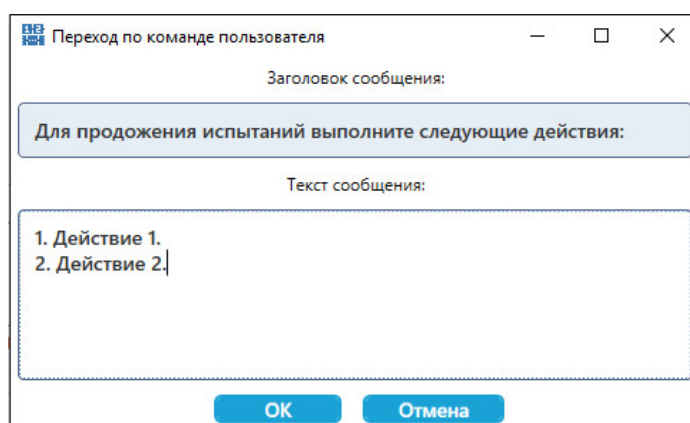 Переход по команде пользователя
Заголовок сообщения:
Для продожения испытаний выполните следующие действия:
Текст сообщения:
1. Действие 1.
2. Действие 2.
ОК Отмена